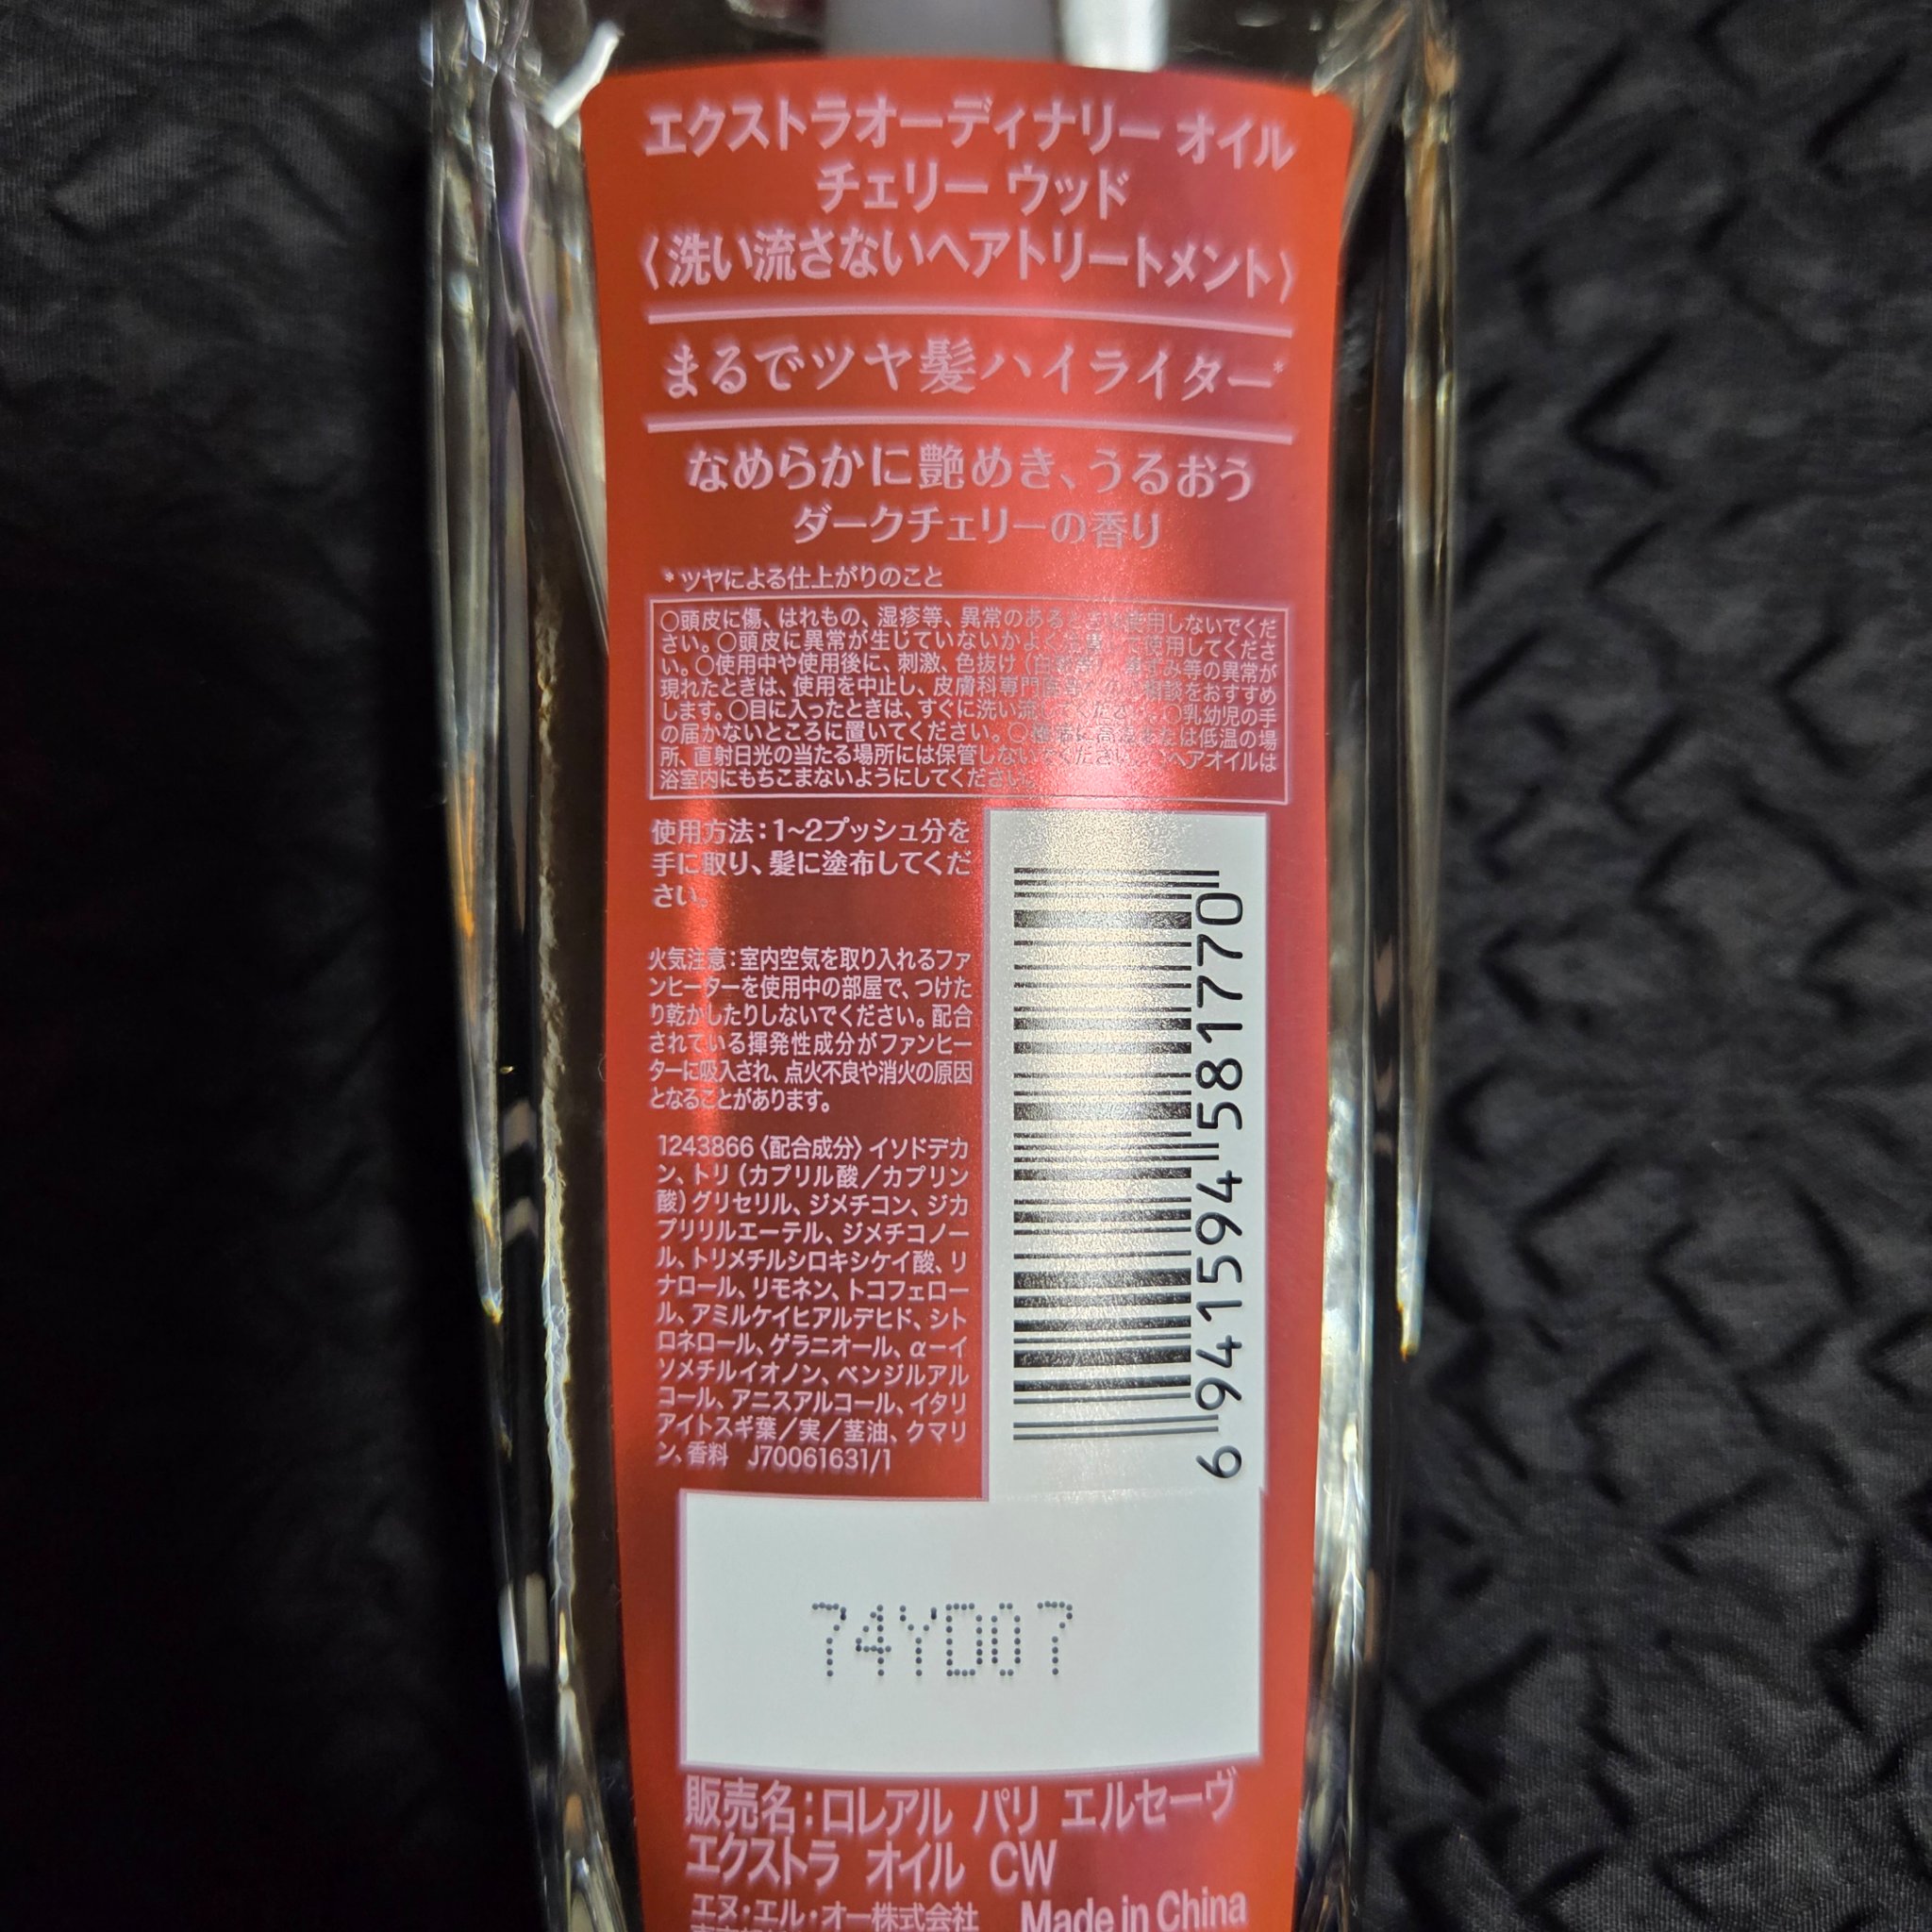 エクストラオーディナリー オイル
チェリー ウッド
〈洗い流さないヘアトリートメント〉
まるでツヤ髪ハイライター*
なめらかに艶めき、うるおう
ダークチェリーの香り
*ツヤによる仕上がりのこと
○頭皮に傷、はれもの、湿疹等、異常のある使用しないでくだ
さい。○頭皮に異常が生じていないかよく注意して使用してくださ
い。○使用中や使用後に、刺激、色抜け(白斑等)、黒ずみ等の異常が
現れたときは、使用を中止し、皮膚科専門医相談をおすすめ
します。○目に入ったときは、すぐに洗い流してください。○乳幼児の手
の届かないところに置いてください。○極端に高温または低温の場
所、直射日光の当たる場所には保管しないでください。ヘアオイルは
浴室内にもちこまないようにしてください。
使用方法:1~2プッシュ分を
手に取り、髪に塗布してくだ
さい。
火気注意:室内空気を取り入れるファ
ンヒーターを使用中の部屋で、つけた
り乾かしたりしないでください。配合
されている揮発性成分がファンヒー
ターに吸入され、点火不良や消火の原因
となることがあります。
1243866〈配合成分〉イソドデカ
ン、トリ(カプリル酸/カプリン
酸)グリセリル、ジメチコン、ジカ
プリリルエーテル、ジメチコノー
ル、トリメチルシロキシケイ酸、リ
ナロール、リモネン、トコフェロー
ル、アミルケイヒアルデヒド、シト
ロネロール、ゲラニオール、α-イ
ソメチルイオノン、ベンジルアル
コール、アニスアルコール、イタリ
アイトスギ葉/実/茎油、クマリ
ン、香料 J70061631/1
6 941594 581770
74YD07
販売名:ロレアル パリ エルセーヴ
エクストラ オイル CW
エヌ・エル・オー株式会社 Made in China